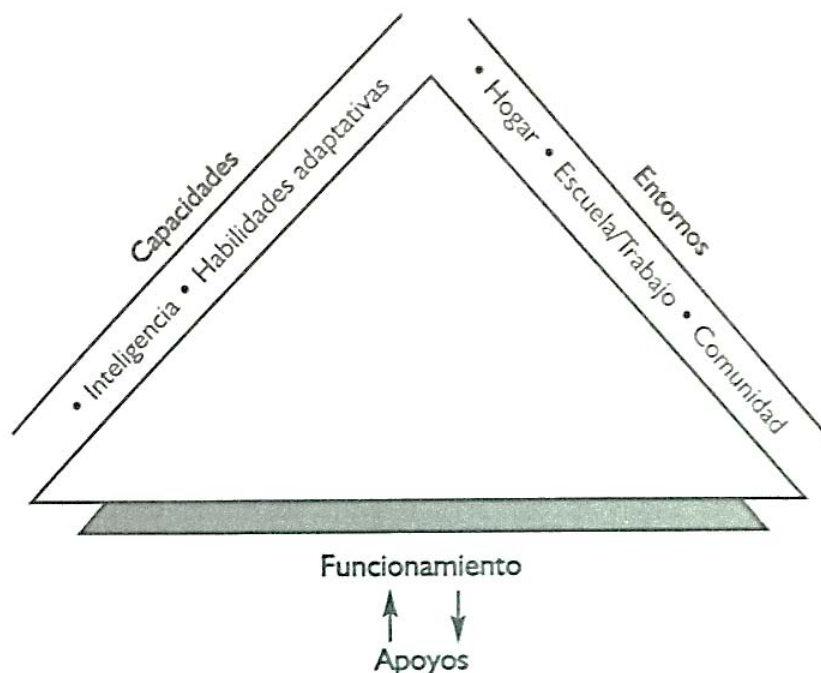 Capacidades
• Inteligencia • Habilidades adaptativas
Entornos
• Hogar • Escuela/Trabajo • Comunidad
Funcionamiento
Apoyos